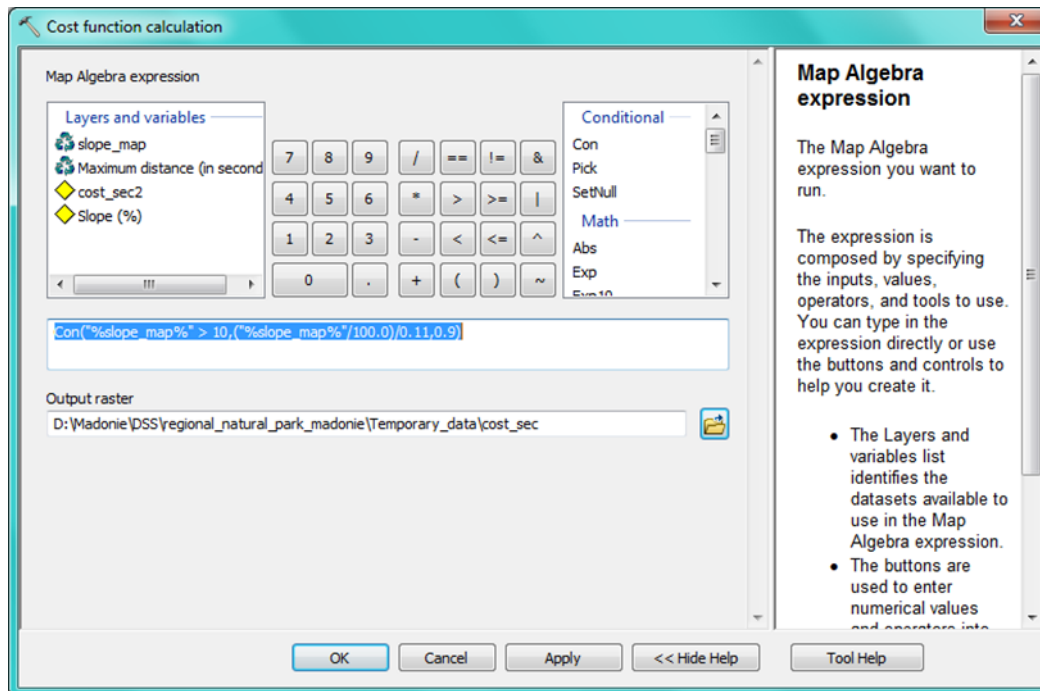 Cost function calculation
Map Algebra expression
Layers and variables
slope_map
Maximum distance (in second
cost_sec2
Slope (%)
7 8 9 / == != &
4 5 6 * > >= |
1 2 3 - < <= ^
0 . + ( ) ~
Conditional
Con
Pick
SetNull
Math
Abs
Exp
Exp10
Con("%slope_map%" > 10,("%slope_map%"/100.0)/0.11,0.9)
Output raster
D:\Madonie\DSS\regional_natural_park_madonie\Temporary_data\cost_sec
OK Cancel Apply << Hide Help Tool Help
Map Algebra
expression
The Map Algebra
expression you want to
run.
The expression is
composed by specifying
the inputs, values,
operators, and tools to use.
You can type in the
expression directly or use
the buttons and controls to
help you create it.
• The Layers and
variables list
identifies the
datasets available to
use in the Map
Algebra expression.
• The buttons are
used to enter
numerical values
and operators into